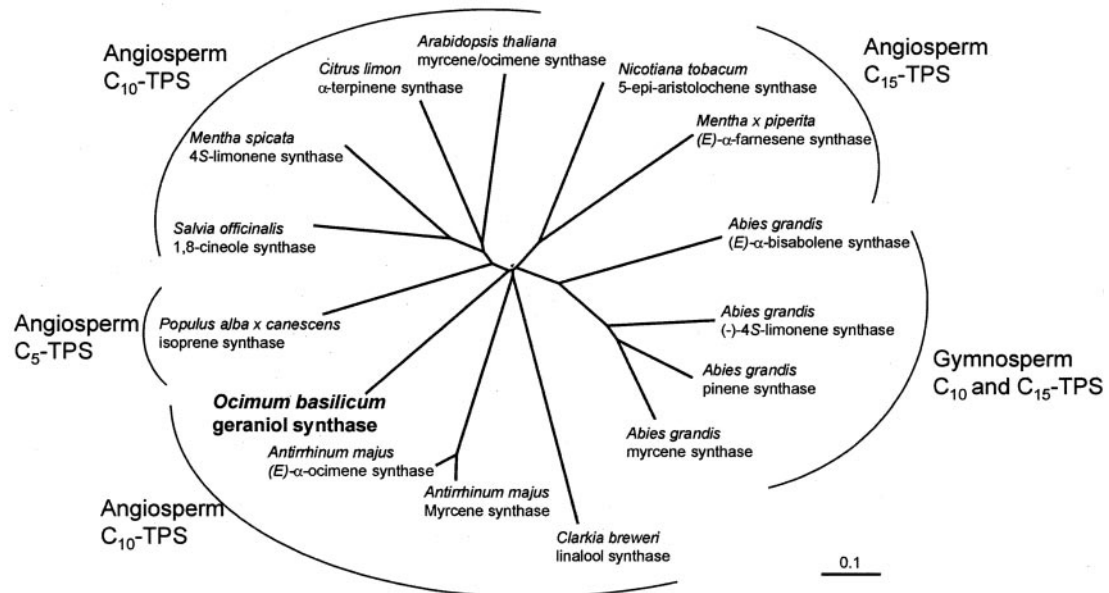 Angiosperm
C₁₀-TPS
Arabidopsis thaliana
myrcene/ocimene synthase
Citrus limon
α-terpinene synthase
Nicotiana tobacum
5-epi-aristolochene synthase
Angiosperm
C₁₅-TPS
Mentha spicata
4S-limonene synthase
Mentha x piperita
(E)-α-farnesene synthase
Salvia officinalis
1,8-cineole synthase
Abies grandis
(E)-α-bisabolene synthase
Angiosperm
C₅-TPS
Populus alba x canescens
isoprene synthase
Abies grandis
(-)-4S-limonene synthase
Abies grandis
pinene synthase
Gymnosperm
C₁₀ and C₁₅-TPS
Ocimum basilicum
geraniol synthase
Abies grandis
myrcene synthase
Antirrhinum majus
(E)-α-ocimene synthase
Antirrhinum majus
Myrcene synthase
Angiosperm
C₁₀-TPS
Clarkia breweri
linalool synthase
0.1